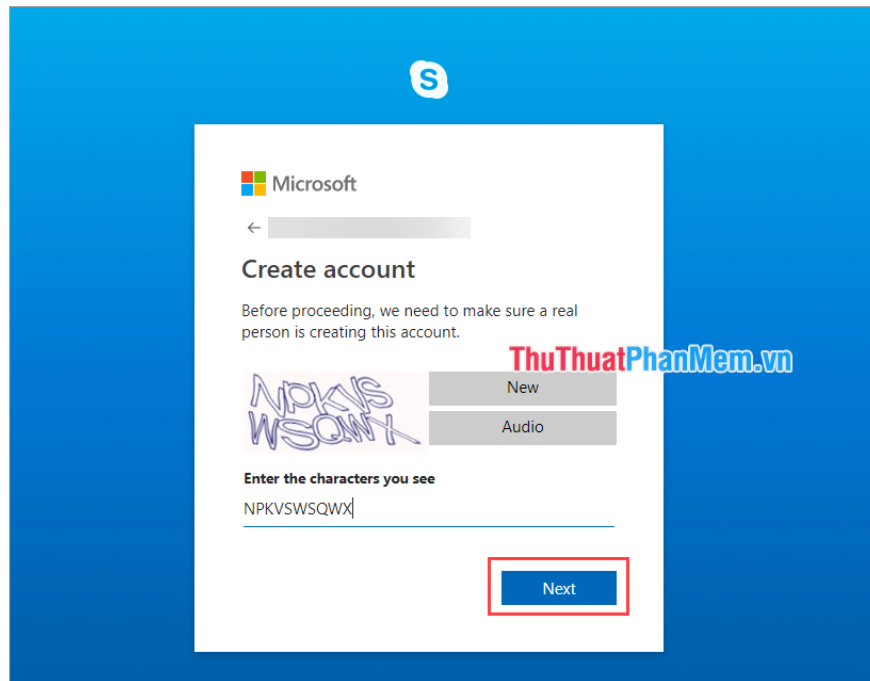 S
Microsoft
Create account
Before proceeding, we need to make sure a real
person is creating this account.
ThuThuatPhanMem.vn
NPKVS
WSQWX
New
Audio
Enter the characters you see
NPKVSWSQWX
Next